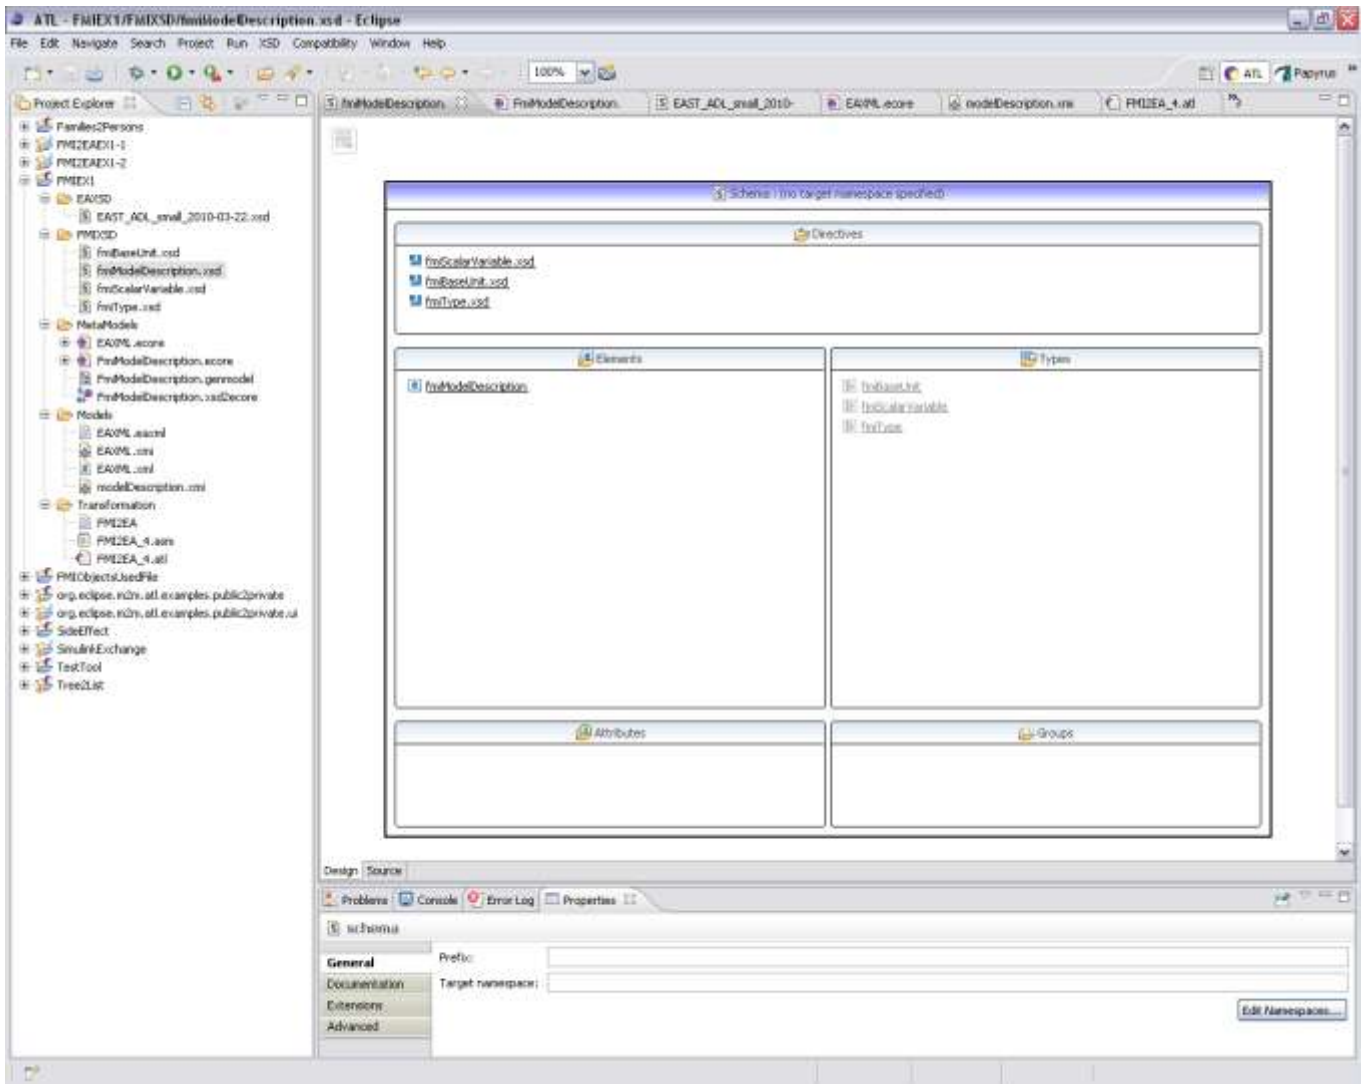 ATL - FMIEX1/FMIXSD/fmiModelDescription.xsd - Eclipse
File Edit Navigate Search Project Run XSD Compatibility Window Help
100%
ATL Papyrus
Project Explorer
fmiModelDescription. FmiModelDescription. EAST_ADL_small_2010- EAXML.ecore modelDescription.xmi FMI2EA_4.atl
Families2Persons
FMI2EAEX1-1
FMI2EAEX1-2
FMIEX1
EAXSD
EAST_ADL_small_2010-03-22.xsd
FMIXSD
fmiBaseUnit.xsd
fmiModelDescription.xsd
fmiScalarVariable.xsd
fmiType.xsd
MetaModels
EAXML.ecore
FmiModelDescription.ecore
FmiModelDescription.genmodel
FmiModelDescription.xsd2ecore
Models
EAXML.eaxml
EAXML.xmi
EAXML.xml
modelDescription.xmi
Transformation
FMI2EA
FMI2EA_4.asm
FMI2EA_4.atl
FMIObjectsUsedFile
org.eclipse.m2m.atl.examples.public2private
org.eclipse.m2m.atl.examples.public2private.ui
SideEffect
SimulinkExchange
TestTool
Tree2List
Schema : (no target namespace specified)
Directives
fmiScalarVariable.xsd
fmiBaseUnit.xsd
fmiType.xsd
Elements
fmiModelDescription
Types
fmiBaseUnit
fmiScalarVariable
fmiType
Attributes
Groups
Design Source
Problems Console Error Log Properties
schema
General
Documentation
Extensions
Advanced
Prefix:
Target namespace:
Edit Namespaces....